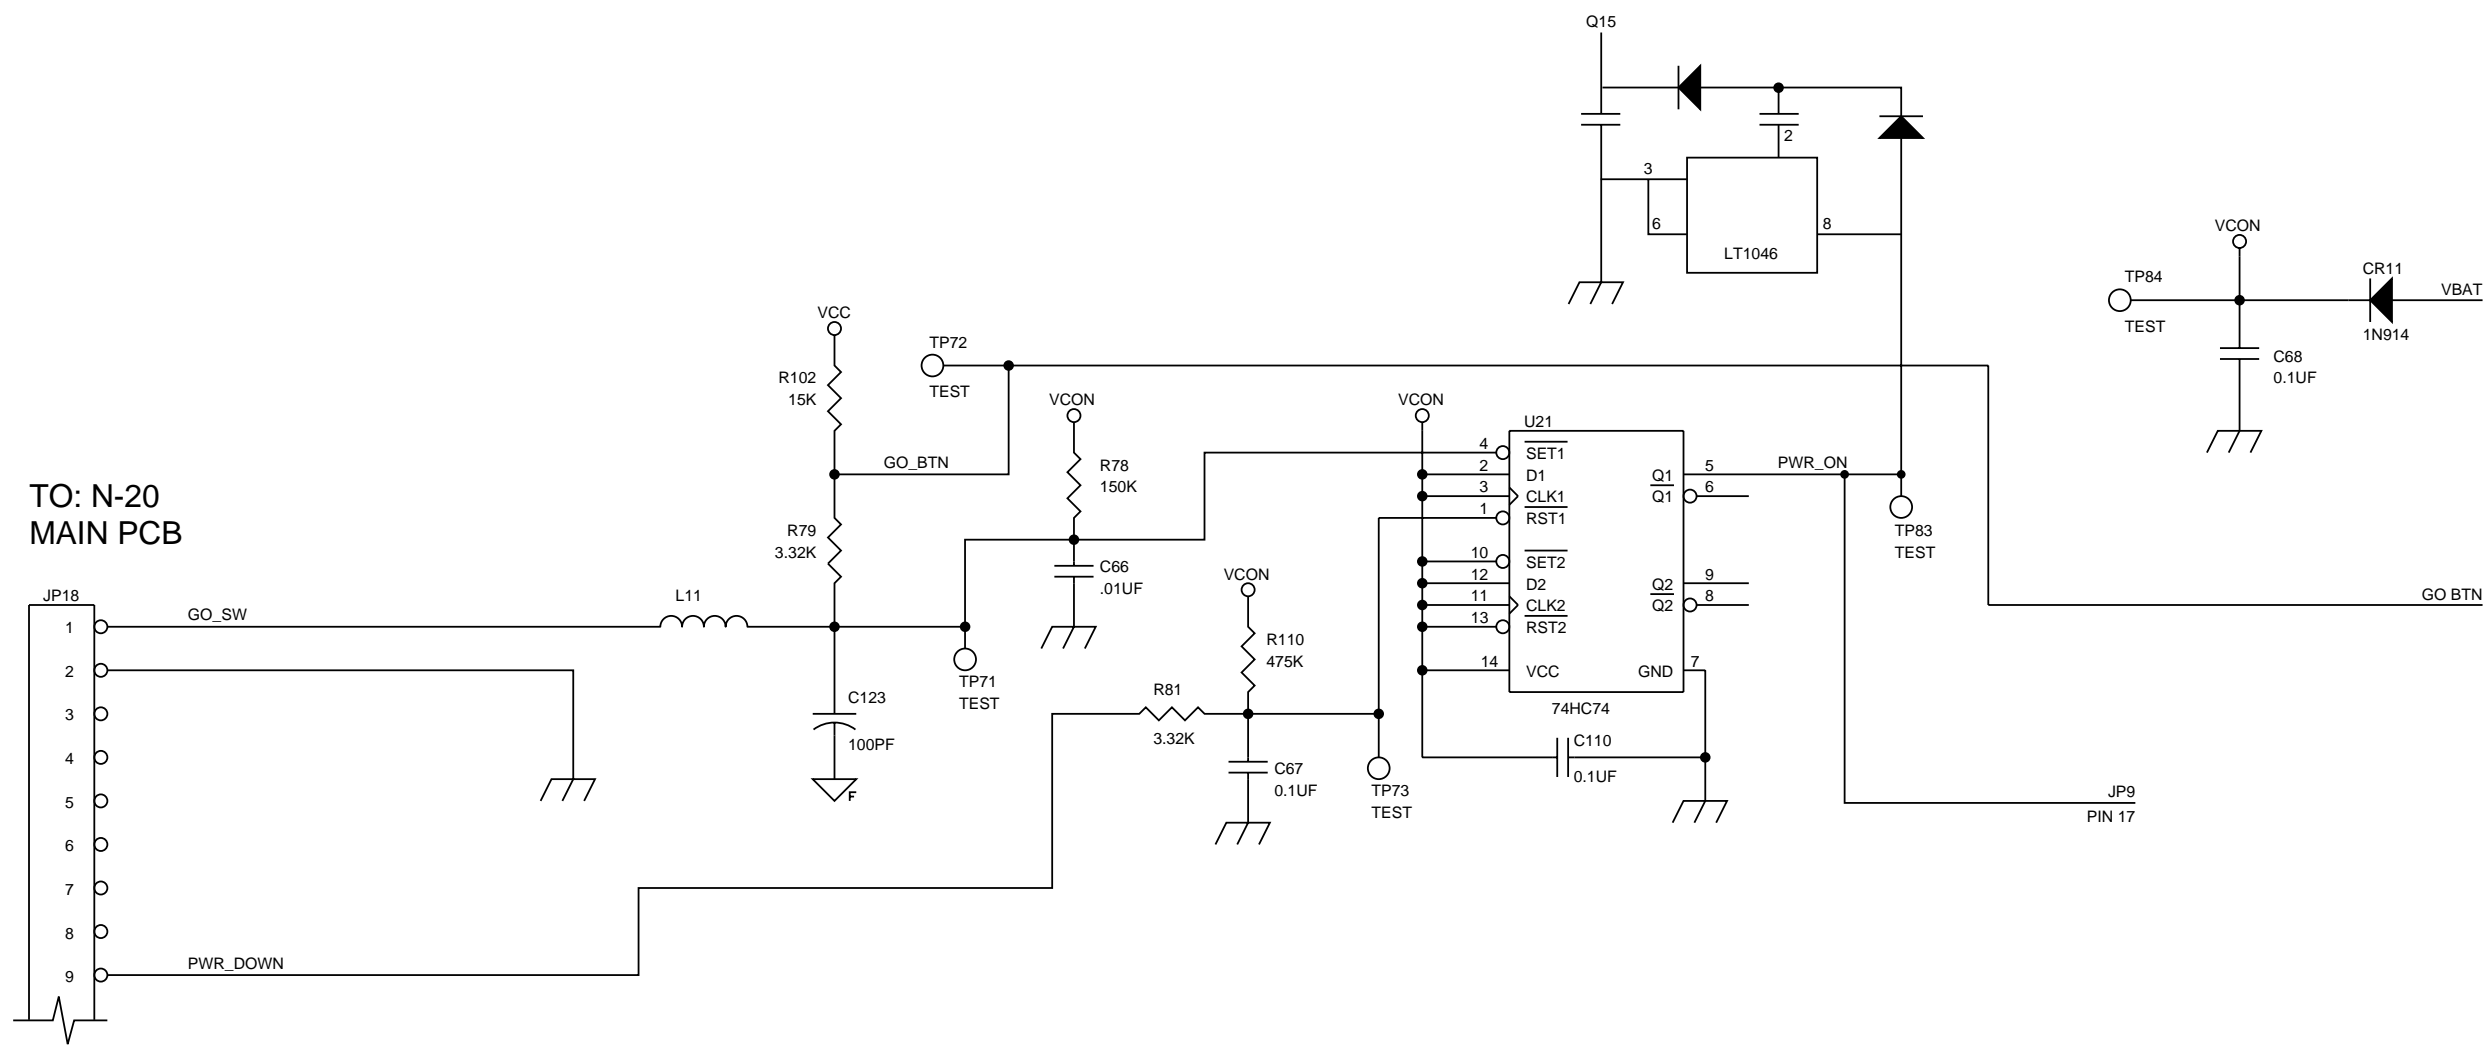 Q15
2
3
6
8
LT1046
VCON
TP84
TEST
CR11
VBAT
1N914
C68
0.1UF
VCC
R102
15K
TP72
TEST
GO_BTN
R79
3.32K
VCON
R78
150K
C66
.01UF
VCON
U21
4 SET1
2 D1
3 CLK1
1 RST1
10 SET2
12 D2
11 CLK2
13 RST2
14 VCC
Q1 5
Q1 6
Q2 9
Q2 8
GND 7
74HC74
PWR_ON
TP83
TEST
GO BTN
TO: N-20
MAIN PCB
JP18
1
2
3
4
5
6
7
8
9
GO_SW
L11
TP71
TEST
C123
100PF
F
VCON
R110
475K
R81
3.32K
C67
0.1UF
TP73
TEST
C110
0.1UF
JP9
PIN 17
PWR_DOWN